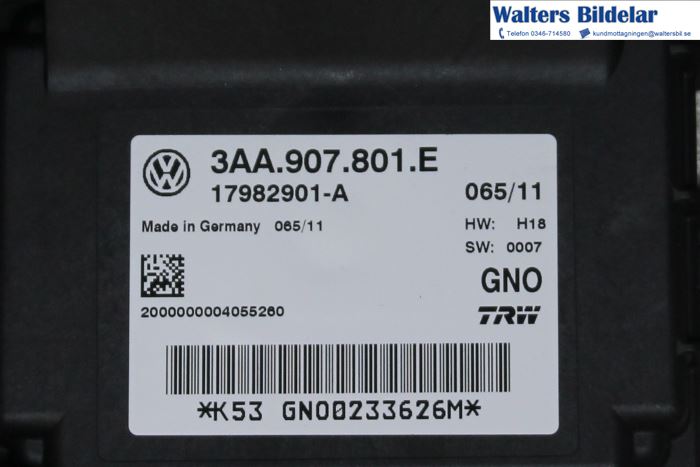 Walters Bildelar
Telefon 0346-714580 kundmottagningen@waltersbil.se
3AA.907.801.E
17982901-A 065/11
Made in Germany 065/11 HW: H18
SW: 0007
GNO
2000000004055260 TRW
*K53 GNO0233626M*